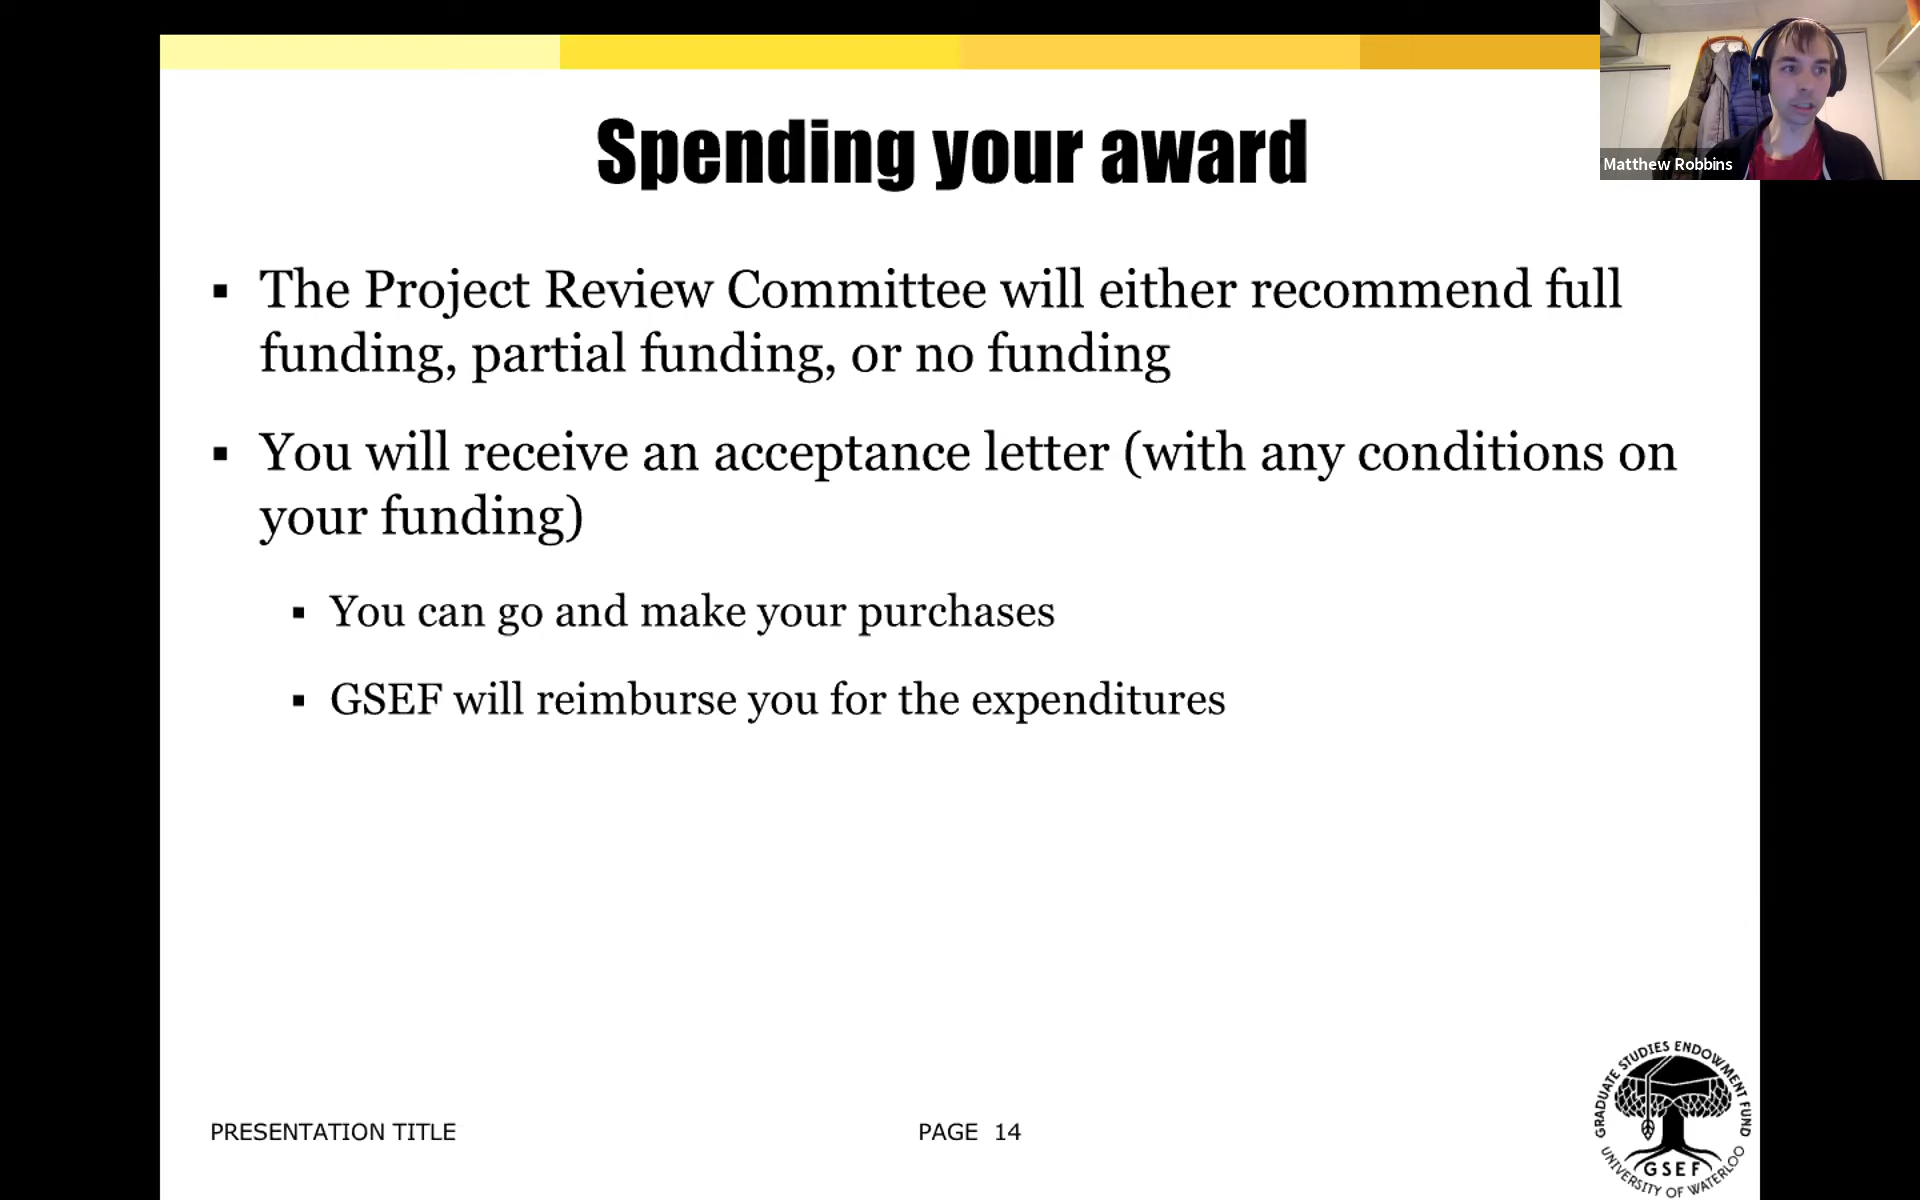 Spending your award
Matthew Robbins
▪ The Project Review Committee will either recommend full
funding, partial funding, or no funding
▪ You will receive an acceptance letter (with any conditions on
your funding)
▪ You can go and make your purchases
▪ GSEF will reimburse you for the expenditures
PRESENTATION TITLE
PAGE 14
GRADUATE STUDIES ENDOWMENT FUND
GSEF
UNIVERSITY OF WATERLOO